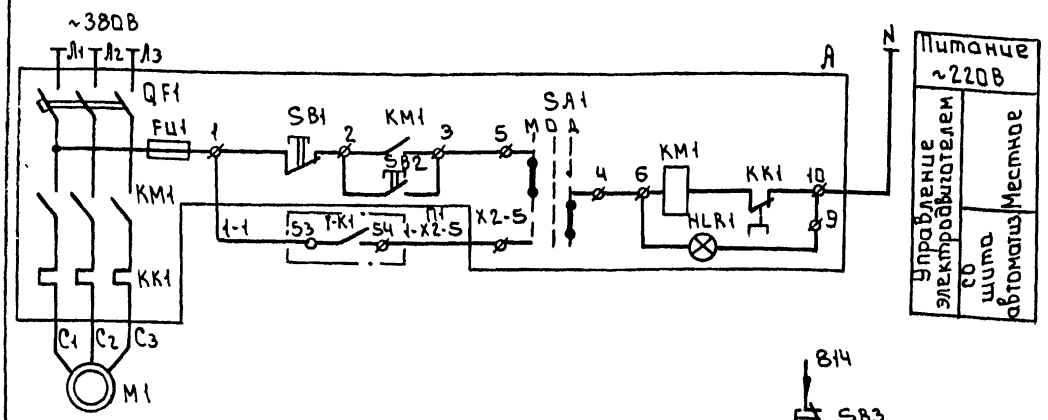 ~380В
Л1 Л2 Л3
N
A
QF1
FU1
1
SB1
2
KM1
3
5
SA1
М О Д
SB2
4
6
KM1
KK1
10
9
HLR1
KM1
1-1
53
1-K1
54
П1
1-X2-5
X2-5
KK1
C1 C2 C3
M1
Питание
~220В
Управление
электродвигателем
Местное
со
щита
автоматиз
814
SB3